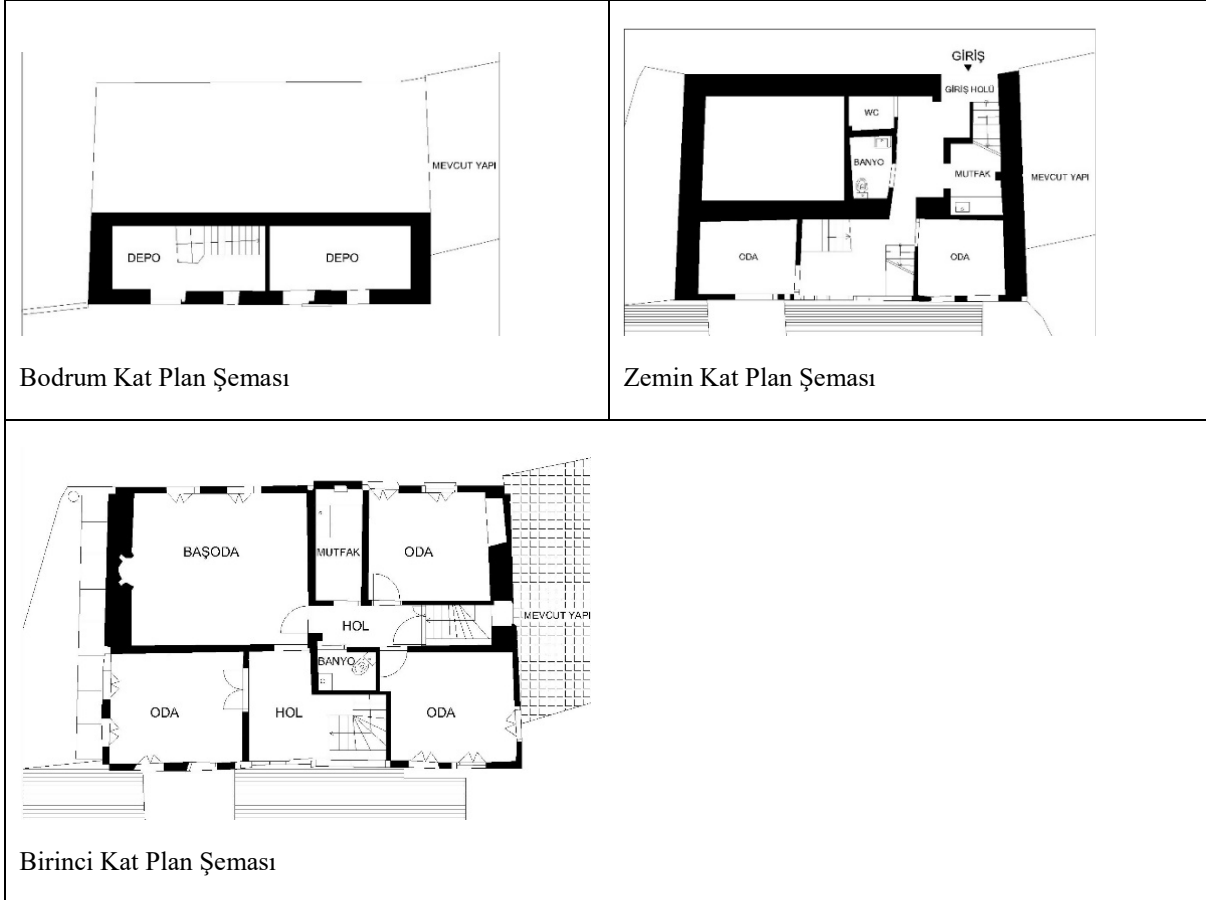 MEVCUT YAPI
DEPO
DEPO
Bodrum Kat Plan Şeması
GİRİŞ
GİRİŞ HOLÜ
WC
BANYO
MUTFAK
MEVCUT YAPI
ODA
ODA
Zemin Kat Plan Şeması
BAŞODA
MUTFAK
ODA
HOL
MEVCUT YAPI
BANYO
ODA
HOL
ODA
Birinci Kat Plan Şeması